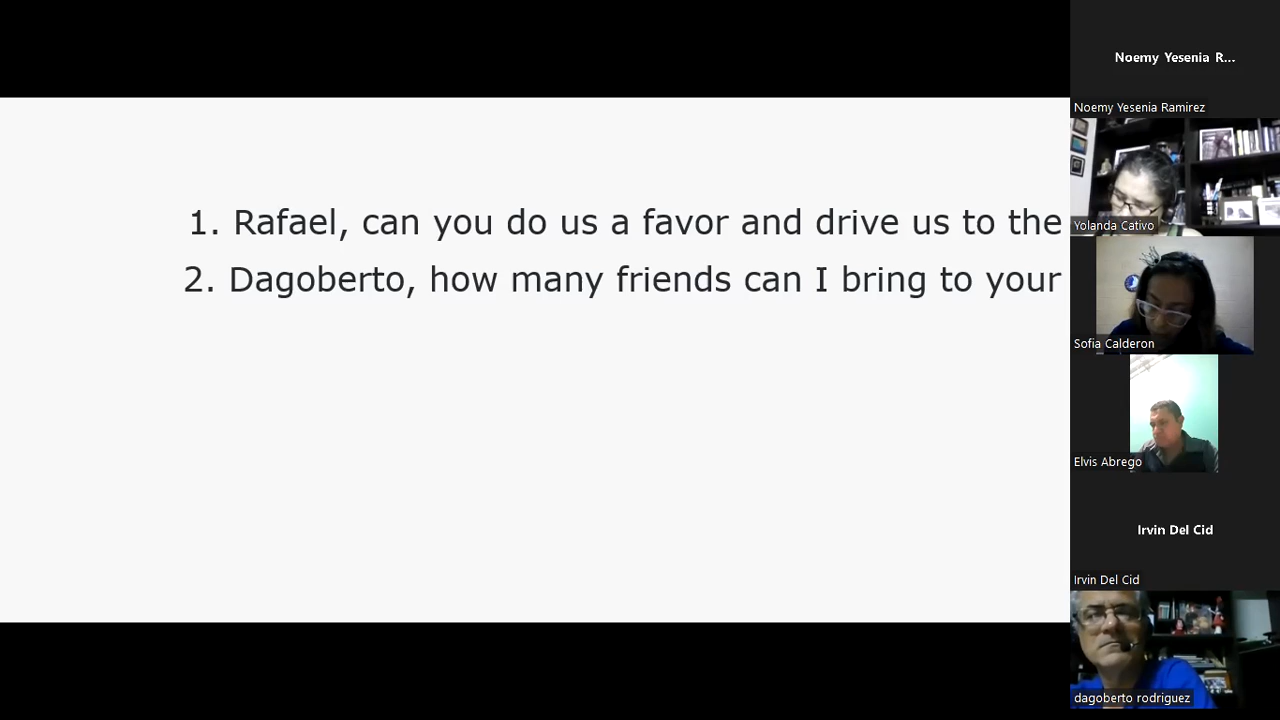 1. Rafael, can you do us a favor and drive us to the
2. Dagoberto, how many friends can I bring to your
Noemy Yesenia R...
Noemy Yesenia Ramirez
Yolanda Cativo
Sofia Calderon
Elvis Abrego
Irvin Del Cid
Irvin Del Cid
dagoberto rodriguez